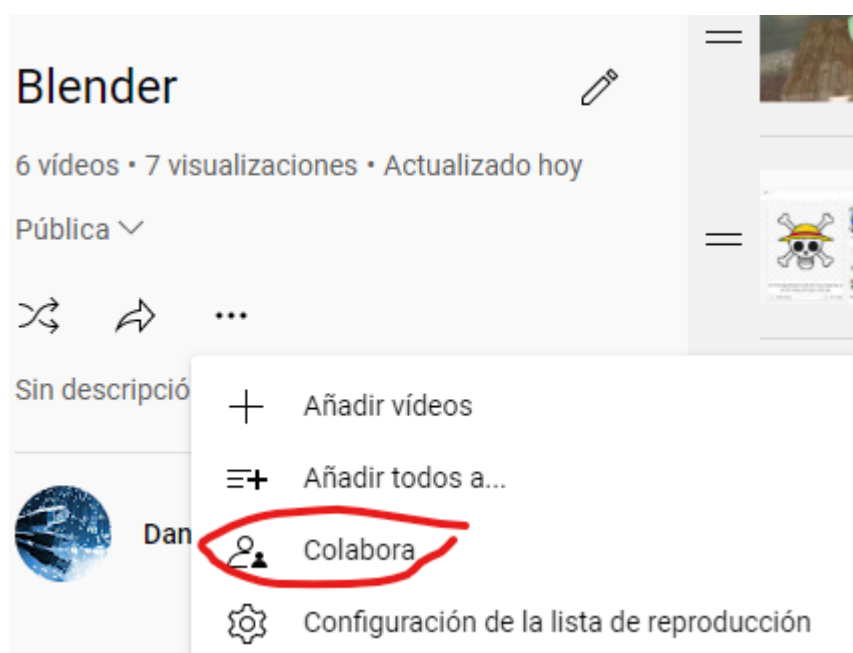 Blender
6 vídeos • 7 visualizaciones • Actualizado hoy
Pública
Sin descripció
Añadir vídeos
Añadir todos a...
Dan
Colabora
Configuración de la lista de reproducción